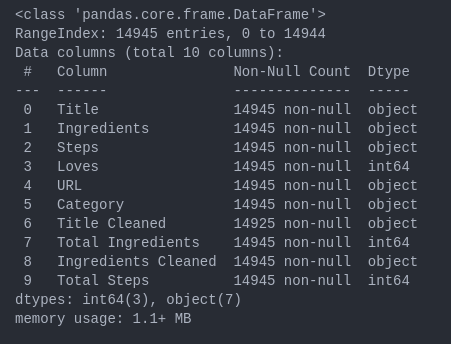 <class 'pandas.core.frame.DataFrame'>
RangeIndex: 14945 entries, 0 to 14944
Data columns (total 10 columns):
 #   Column               Non-Null Count  Dtype
---  ------               --------------  -----
 0   Title                14945 non-null  object
 1   Ingredients          14945 non-null  object
 2   Steps                14945 non-null  object
 3   Loves                14945 non-null  int64
 4   URL                  14945 non-null  object
 5   Category             14945 non-null  object
 6   Title Cleaned        14925 non-null  object
 7   Total Ingredients    14945 non-null  int64
 8   Ingredients Cleaned  14945 non-null  object
 9   Total Steps          14945 non-null  int64
dtypes: int64(3), object(7)
memory usage: 1.1+ MB